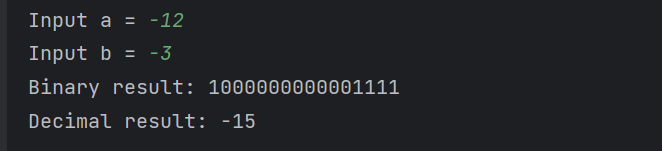 Input a = -12
Input b = -3
Binary result: 1000000000001111
Decimal result: -15